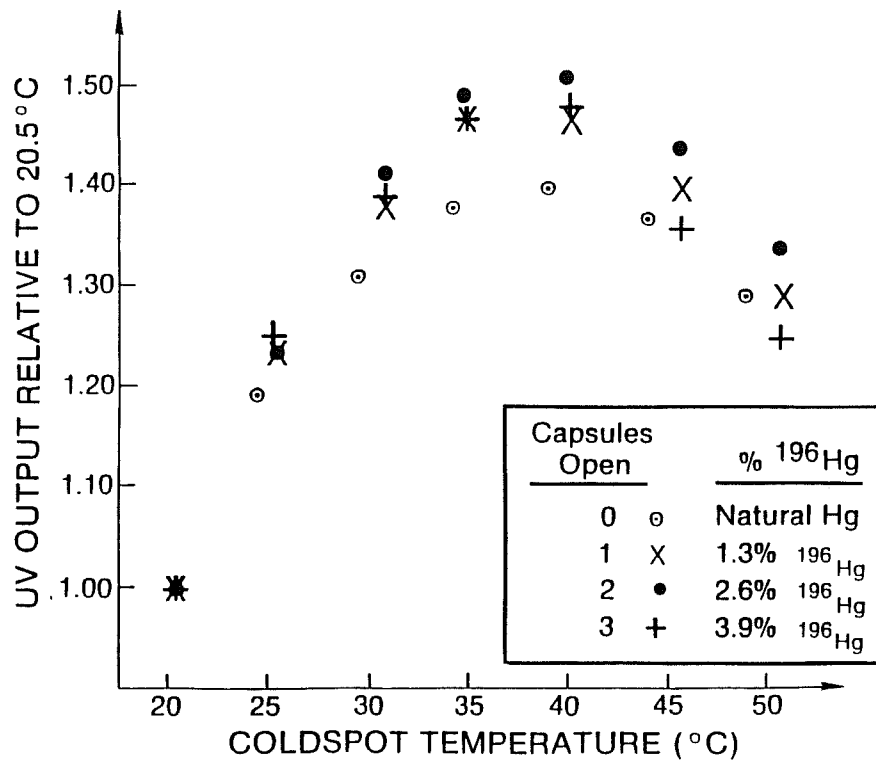 UV OUTPUT RELATIVE TO 20.5°C
1.50
1.40
1.30
1.20
1.10
1.00
20 25 30 35 40 45 50
COLDSPOT TEMPERATURE (°C)
Capsules Open % 196Hg
0 Natural Hg
1 X 1.3% 196Hg
2 ● 2.6% 196Hg
3 + 3.9% 196Hg